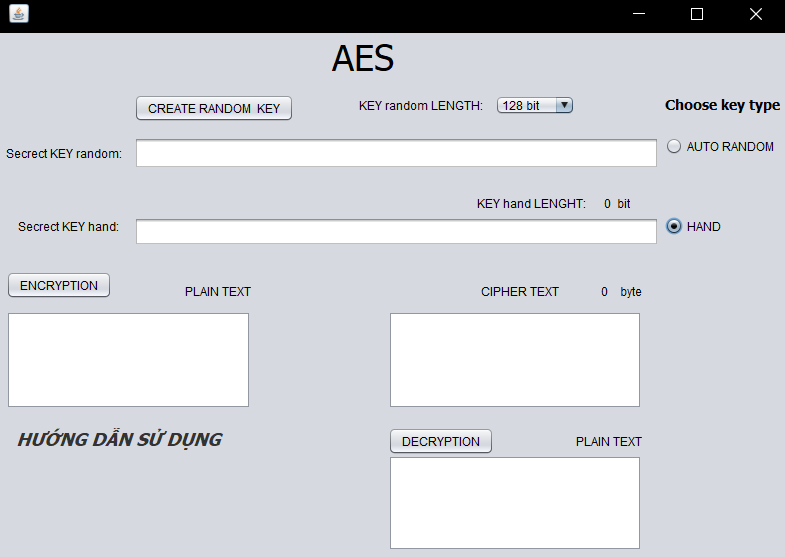 AES
CREATE RANDOM KEY
KEY random LENGTH:
128 bit
Choose key type
Secrect KEY random:
AUTO RANDOM
KEY hand LENGHT: 0 bit
Secrect KEY hand:
HAND
ENCRYPTION
PLAIN TEXT
CIPHER TEXT
0 byte
HƯỚNG DẪN SỬ DỤNG
DECRYPTION
PLAIN TEXT